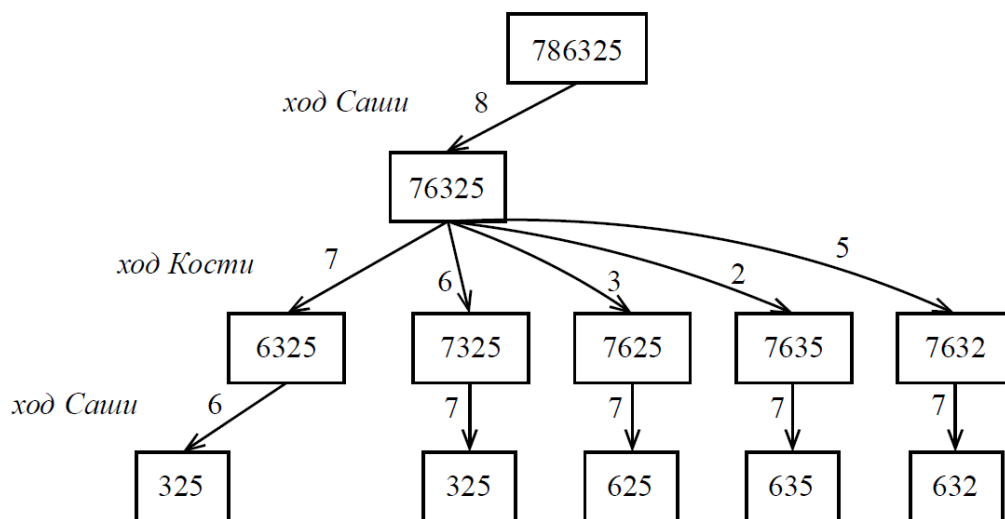 786325
ход Саши 8
76325
ход Кости 7 6 3 2 5
6325 7325 7625 7635 7632
ход Саши 6 7 7 7 7
325 325 625 635 632